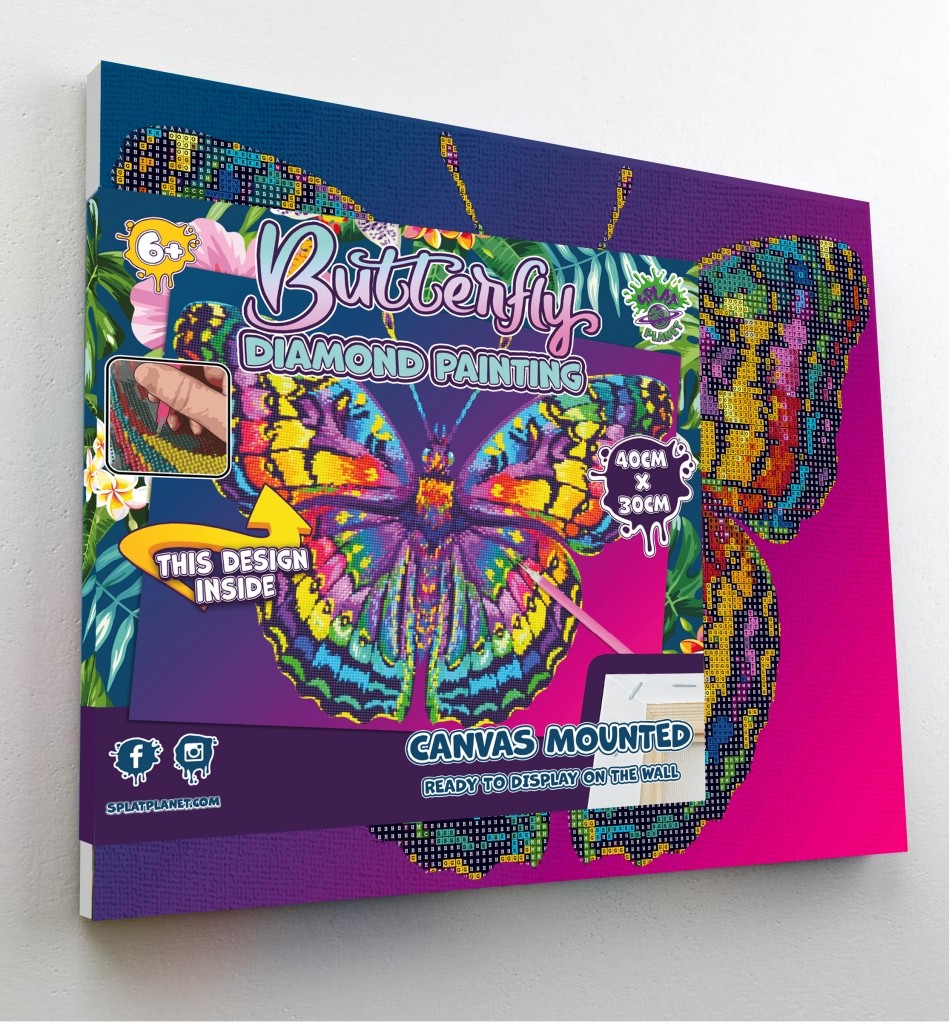 6+
Butterfly
DIAMOND PAINTING
SPLAT
PLANET
40CM
X
30CM
THIS DESIGN
INSIDE
CANVAS MOUNTED
READY TO DISPLAY ON THE WALL
f
SPLATPLANET.COM